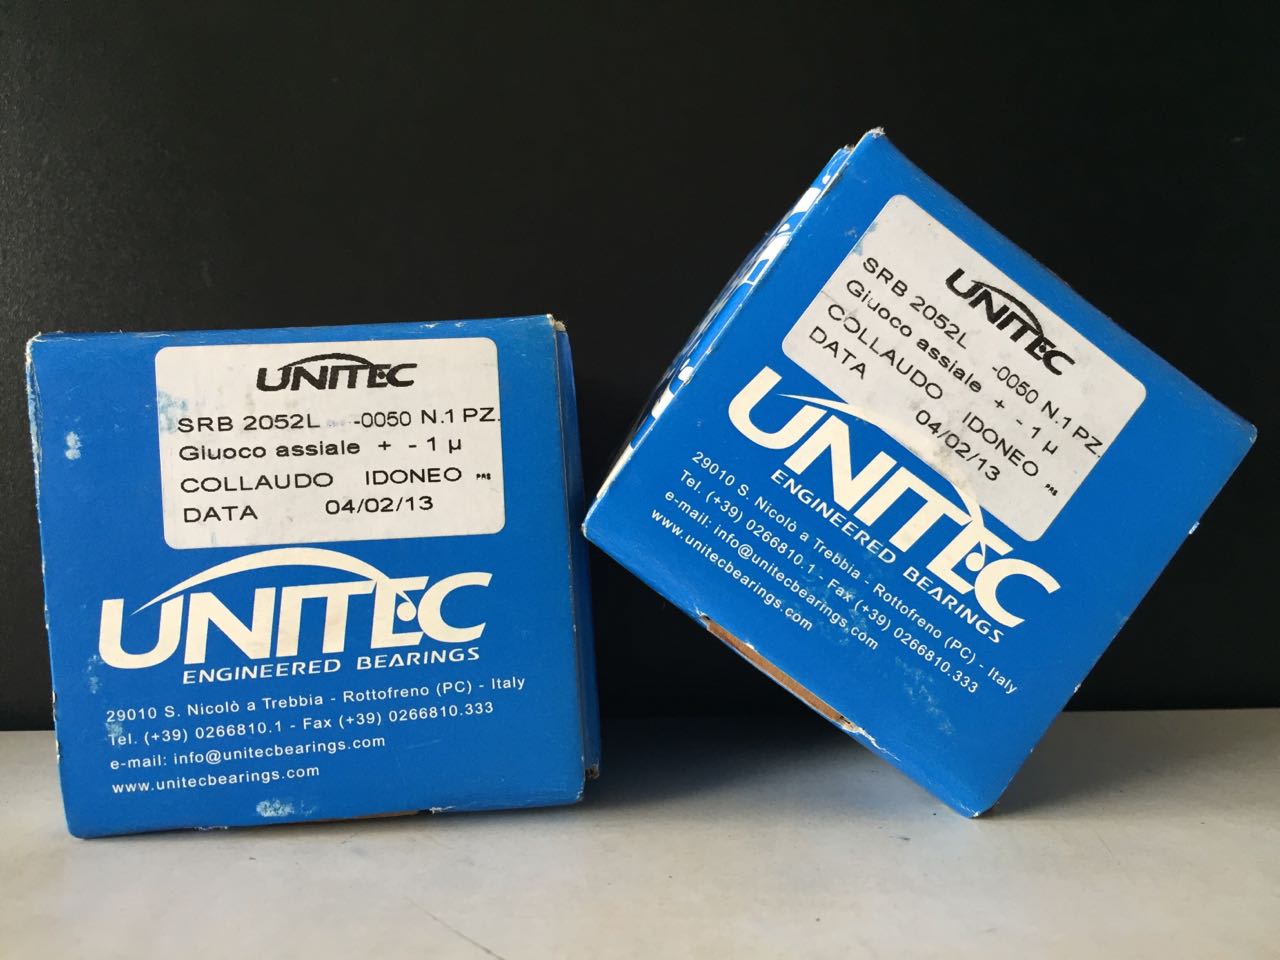 UNITEC
SRB 2052L -0050 N.1 PZ.
Giuoco assiale + - 1 µ
COLLAUDO IDONEO
DATA 04/02/13
UNITEC
ENGINEERED BEARINGS
29010 S. Nicolò a Trebbia - Rottofreno (PC) - Italy
Tel. (+39) 0266810.1 - Fax (+39) 0266810.333
e-mail: info@unitecbearings.com
www.unitecbearings.com
UNITEC
SRB 2052L -0050 N.1 PZ.
Giuoco assiale + - 1 µ
COLLAUDO IDONEO
DATA 04/02/13
UNITEC
ENGINEERED BEARINGS
29010 S. Nicolò a Trebbia - Rottofreno (PC) - Italy
Tel. (+39) 0266810.1 - Fax (+39) 0266810.333
e-mail: info@unitecbearings.com
www.unitecbearings.com